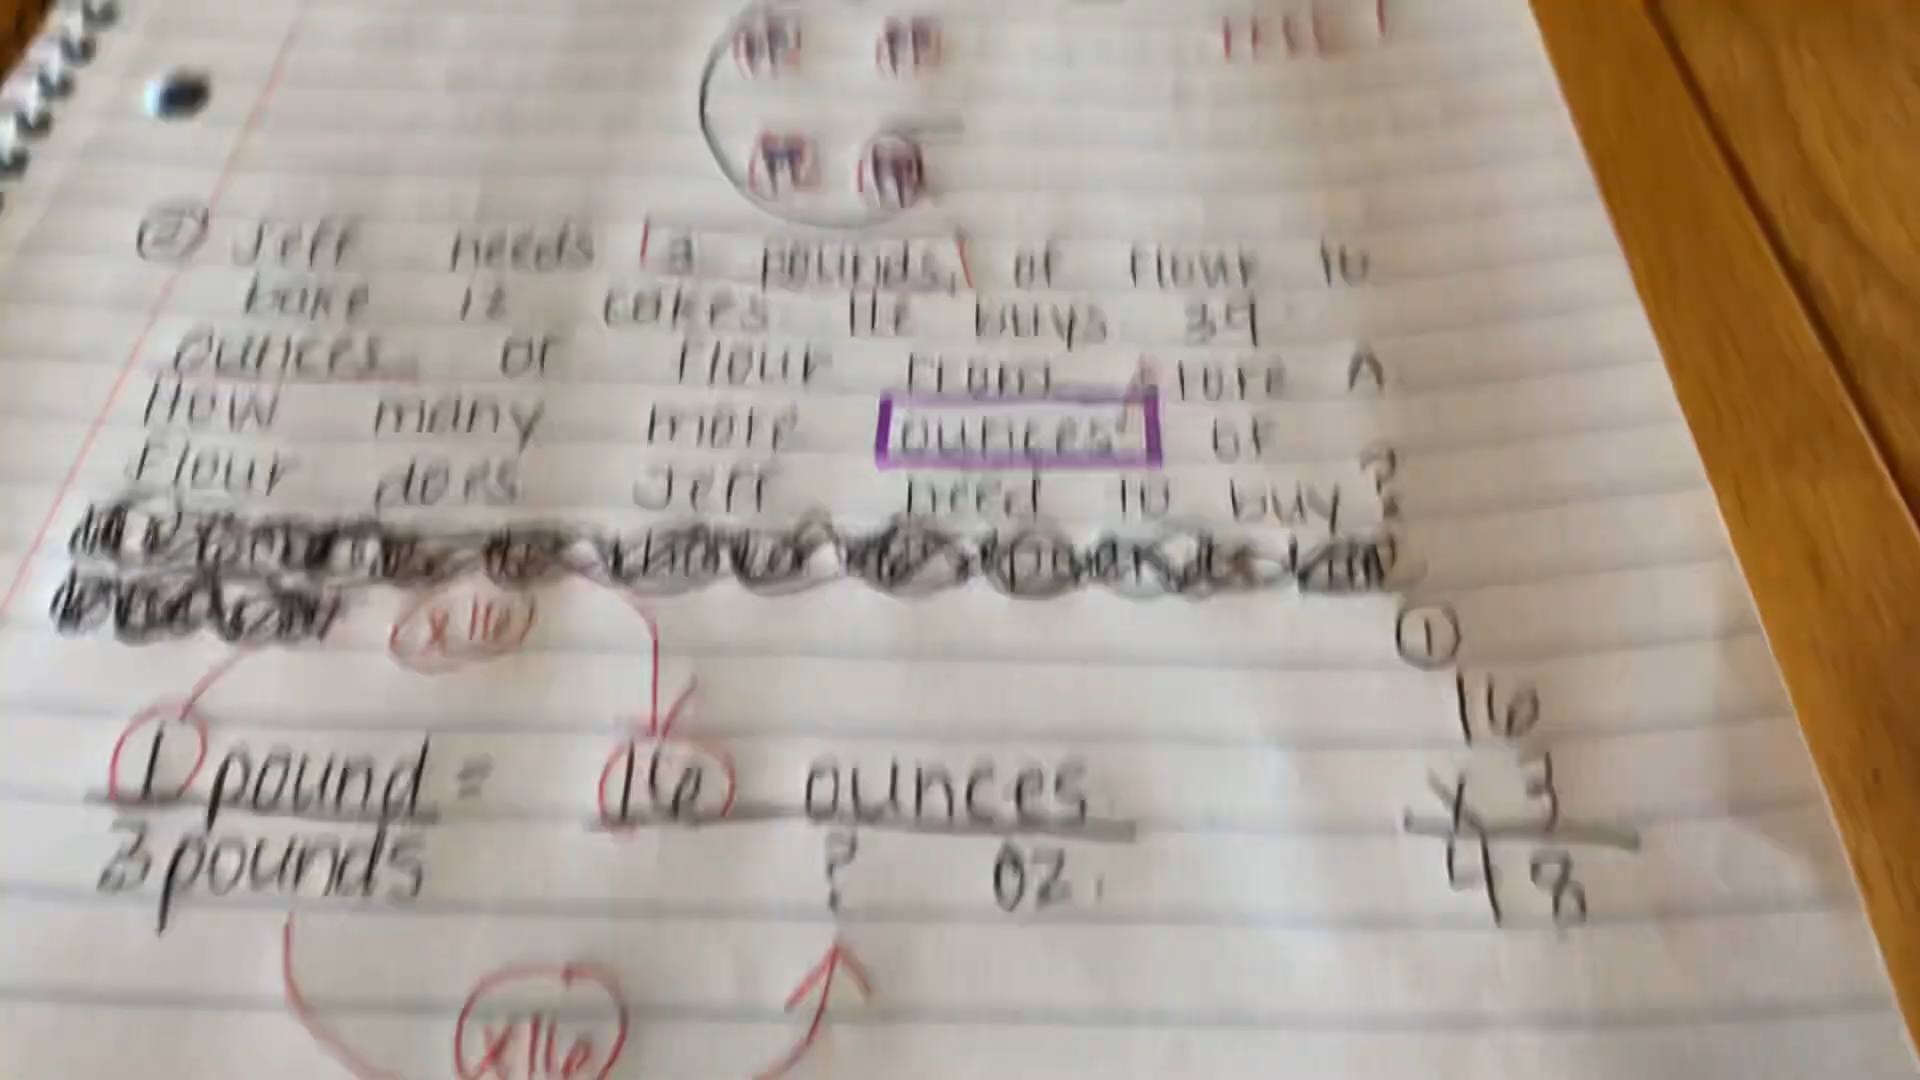 ② Jeff needs 3 pounds, of flour to
bake 12 cakes He buys 39
ounces of flour from store A.
How many more ounces of
flour does Jeff need to buy?
x 16
①
1 pound = 16 ounces
3 pounds ? oz.
16
x 3
48
x 16